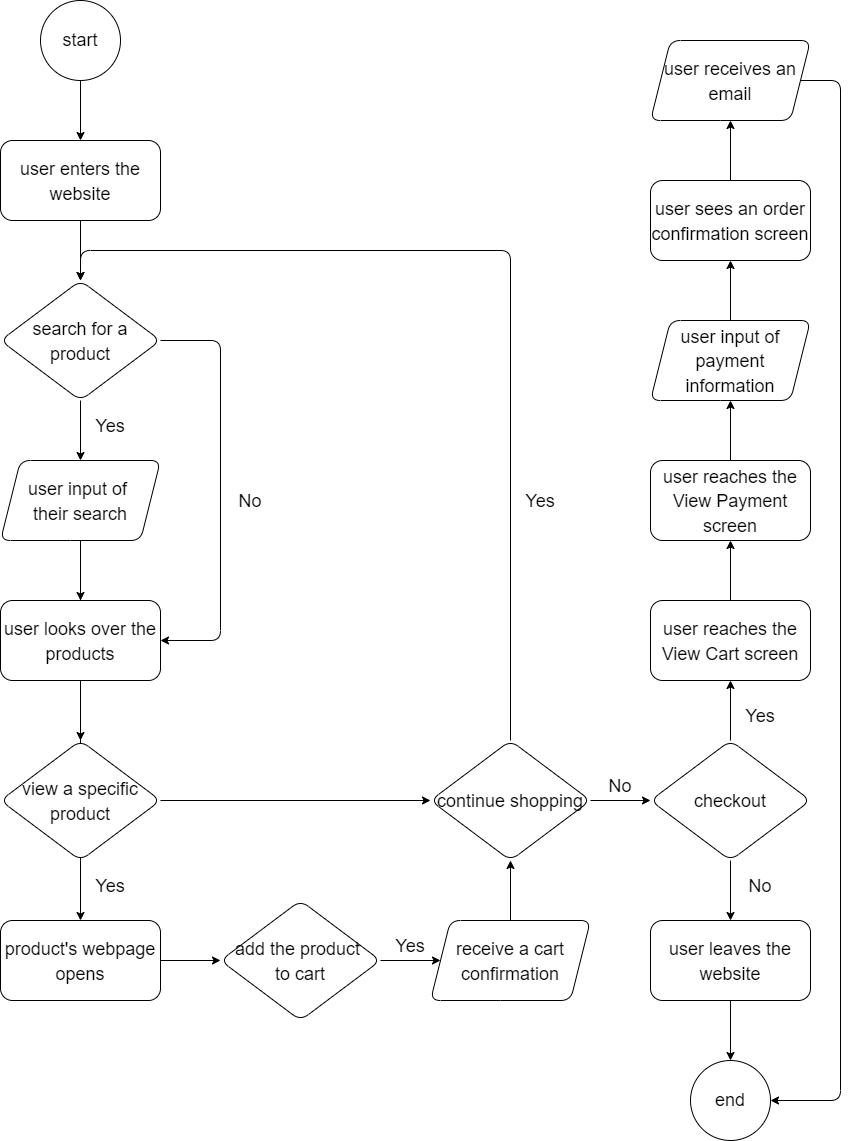 start
user enters the
website
search for a
product
Yes
user input of
their search
No
user looks over the
products
view a specific
product
Yes
product's webpage
opens
add the product
to cart
Yes
receive a cart
confirmation
continue shopping
Yes
No
checkout
Yes
user reaches the
View Cart screen
user reaches the
View Payment
screen
user input of
payment
information
user sees an order
confirmation screen
user receives an
email
No
user leaves the
website
end